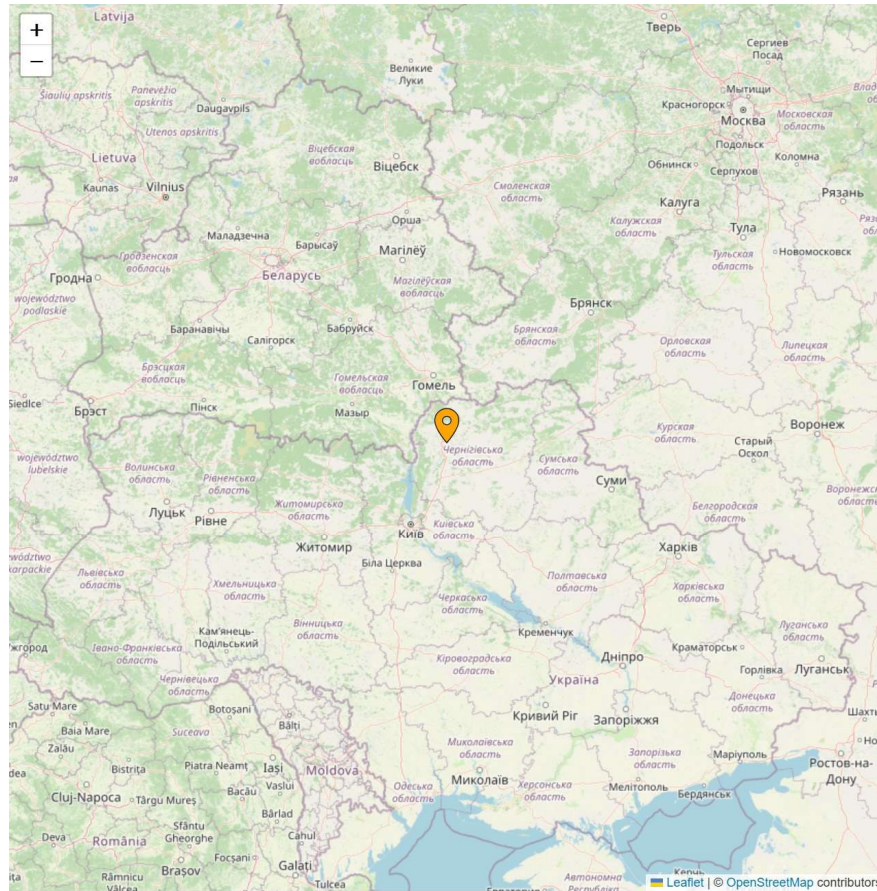 +
−
Latvija
Тверь
Сергиев
Посад
Великие
Луки
Мытищи
Красногорск
Москва
Московская
область
Šiaulių apskritis
Panevėžio
apskritis
Daugavpils
Utenos apskritis
Подольск
Коломна
Lietuva
Віцебская
вобласць
Віцебск
Обнинск
Серпухов
Kaunas
Vilnius
Смоленская
область
Калуга
Рязань
Орша
Калужская
область
Тула
Маладзечна
Барысаў
Магілёў
Тульская
область
Новомосковск
Гродзенская
вобласць
Гродна
Беларусь
Магілёўская
вобласць
województwo
podlaskie
Брянск
Баранавічы
Бабруйск
Салігорск
Брянская
область
Орловская
область
Липецкая
область
Брэсцкая
вобласць
Гомельская
вобласць
Гомель
Siedlce
Брэст
Пінск
Мазыр
Курская
область
Воронеж
Старый
Оскол
województwo
lubelskie
Чернігівська
область
Сумська
область
Волинська
область
Рівненська
область
Суми
Луцьк
Рівне
Житомирська
область
Белгородская
область
Київ
Київська
область
Житомир
Харків
Біла Церква
Львівська
область
Хмельницька
область
Полтавська
область
Харківська
область
Черкаська
область
Вінницька
область
Кременчук
Луганська
область
Кам'янець-
Подільський
Івано-Франківська
область
Кіровоградська
область
Дніпро
Краматорськ
Горлівка
Луганськ
Чернівецька
область
Україна
Satu Mare
Botoșani
Донецька
область
Baia Mare
Suceava
Bălți
Кривий Ріг
Запоріжжя
Zalău
Миколаївська
область
Запорізька
область
Маріуполь
Bistrița
Piatra Neamț
Iași
Moldova
Ростов-на-
Дону
Vaslui
Bacău
Одеська
область
Миколаїв
Херсонська
область
Мелітополь
Бердянськ
Cluj-Napoca
Târgu Mureș
Bârlad
Sfântu
Gheorghe
Deva
România
Cahul
Focșani
Brașov
Galați
Râmnicu
Vâlcea
Tulcea
Автономна
Керчь
Leaflet | © OpenStreetMap contributors